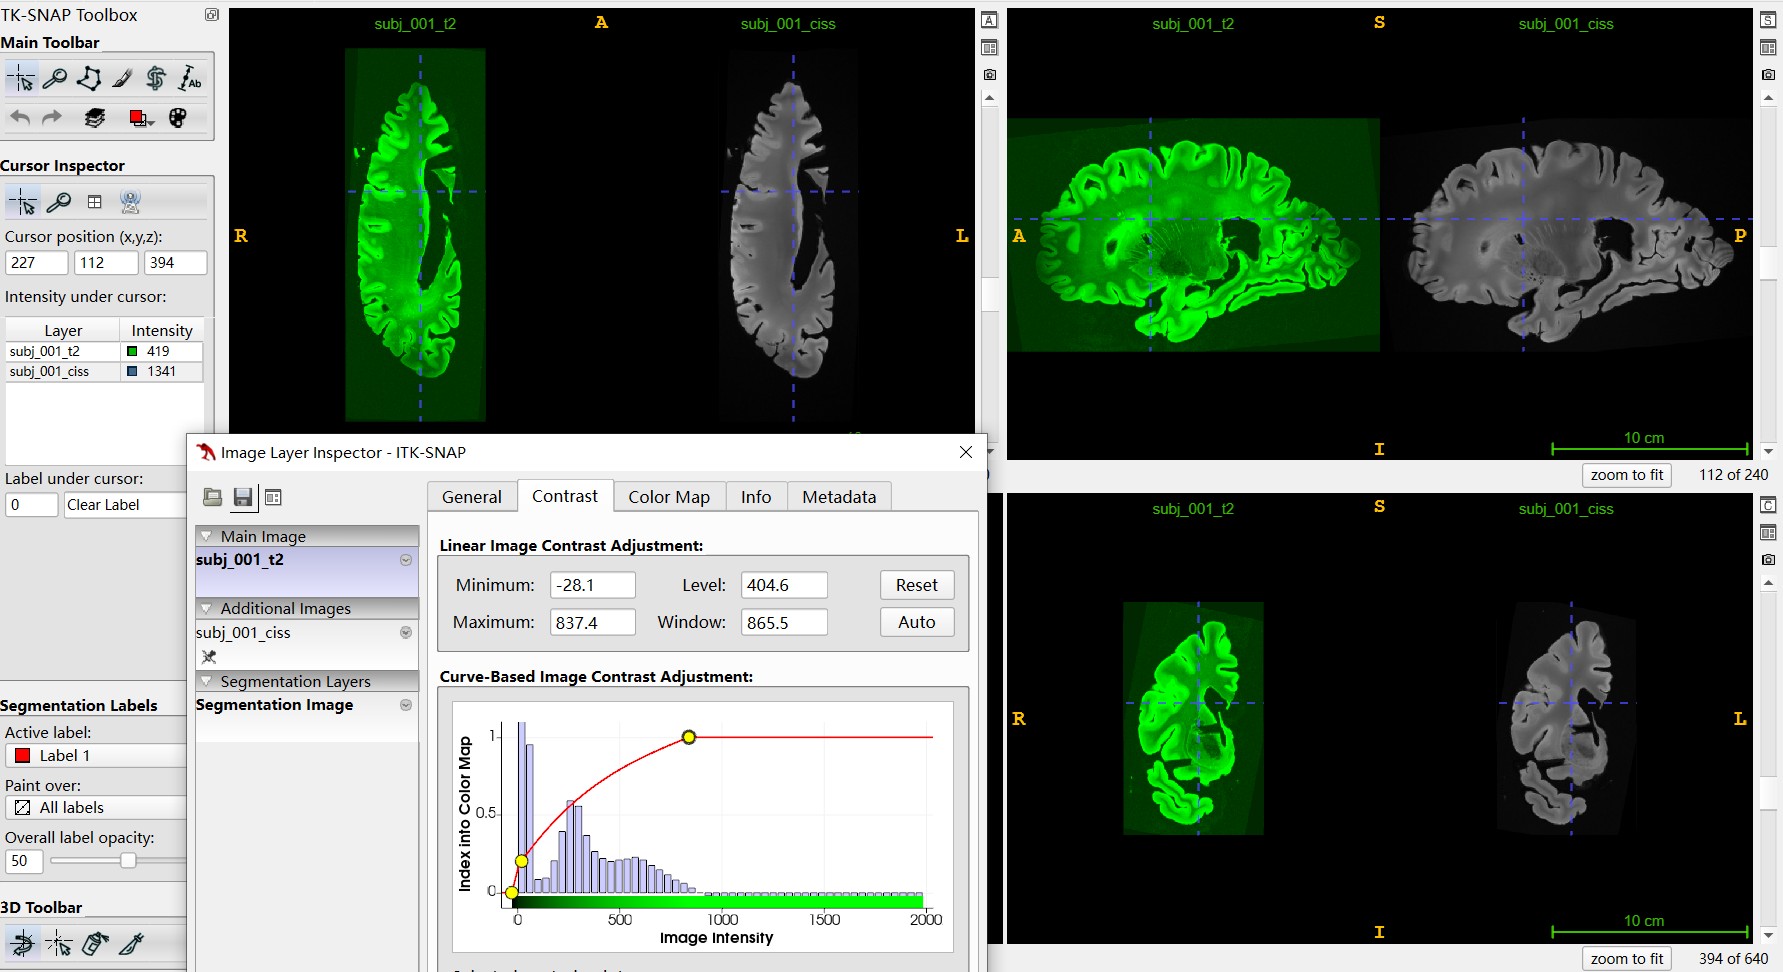 TK-SNAP Toolbox
Main Toolbar
Ab
Cursor Inspector
Cursor position (x,y,z):
227 112 394
Intensity under cursor:
Layer Intensity
subj_001_t2 419
subj_001_ciss 1341
Label under cursor:
0 Clear Label
Segmentation Labels
Active label:
Label 1
Paint over:
All labels
Overall label opacity:
50
3D Toolbar
subj_001_t2 A subj_001_ciss
R L
A
subj_001_t2 S subj_001_ciss
A P
I
10 cm
S
zoom to fit 112 of 240
subj_001_t2 S subj_001_ciss
R L
I
10 cm
C
zoom to fit 394 of 640
Image Layer Inspector - ITK-SNAP
Main Image
subj_001_t2
Additional Images
subj_001_ciss
Segmentation Layers
Segmentation Image
General Contrast Color Map Info Metadata
Linear Image Contrast Adjustment:
Minimum: -28.1 Level: 404.6 Reset
Maximum: 837.4 Window: 865.5 Auto
Curve-Based Image Contrast Adjustment:
Index into Color Map
1
0.5
0
0 500 1000 1500 2000
Image Intensity